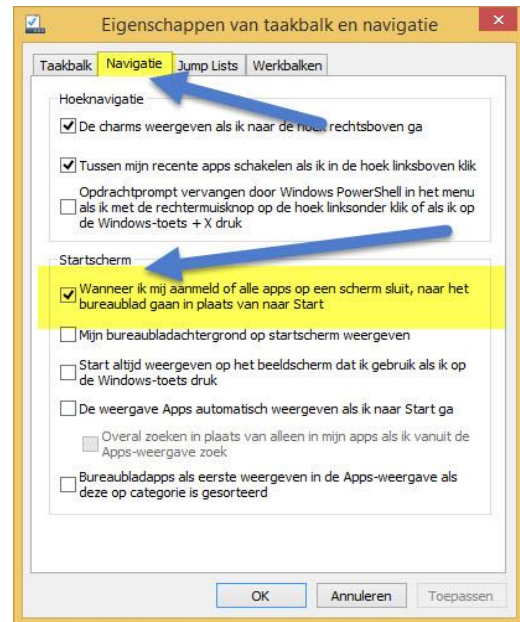 Eigenschappen van taakbalk en navigatie
Taakbalk Navigatie Jump Lists Werkbalken
Hoeknavigatie
De charms weergeven als ik naar de hoek rechtsboven ga
Tussen mijn recente apps schakelen als ik in de hoek linksboven klik
Opdrachtprompt vervangen door Windows PowerShell in het menu
als ik met de rechtermuisknop op de hoek linksonder klik of als ik op
de Windows-toets + X druk
Startscherm
Wanneer ik mij aanmeld of alle apps op een scherm sluit, naar het
bureaublad gaan in plaats van naar Start
Mijn bureaubladachtergrond op startscherm weergeven
Start altijd weergeven op het beeldscherm dat ik gebruik als ik op
de Windows-toets druk
De weergave Apps automatisch weergeven als ik naar Start ga
Overal zoeken in plaats van alleen in mijn apps als ik vanuit de
Apps-weergave zoek
Bureaubladapps als eerste weergeven in de Apps-weergave als
deze op categorie is gesorteerd
OK Annuleren Toepassen